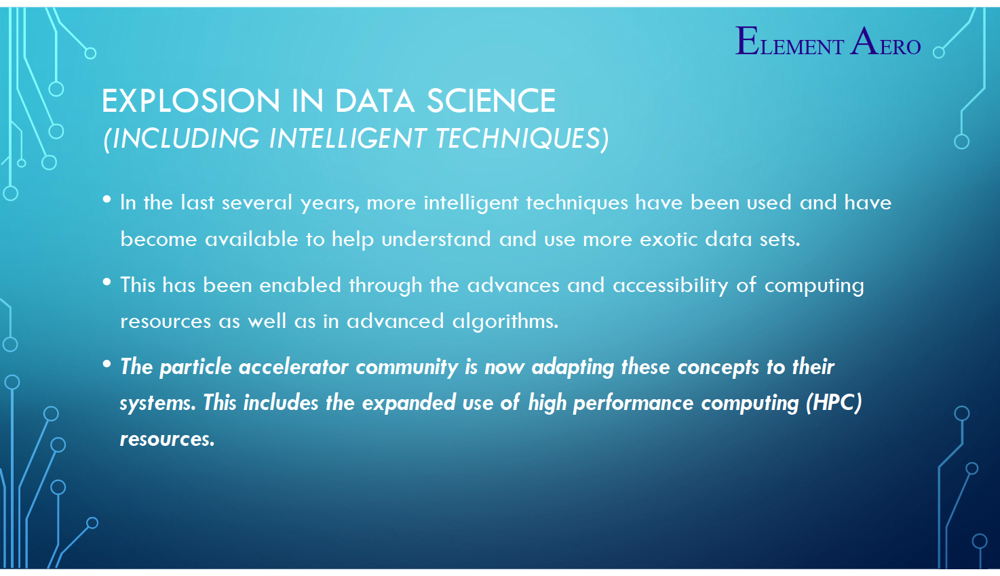 ELEMENT AERO
EXPLOSION IN DATA SCIENCE
(INCLUDING INTELLIGENT TECHNIQUES)
• In the last several years, more intelligent techniques have been used and have
become available to help understand and use more exotic data sets.
• This has been enabled through the advances and accessibility of computing
resources as well as in advanced algorithms.
• The particle accelerator community is now adapting these concepts to their
systems. This includes the expanded use of high performance computing (HPC)
resources.